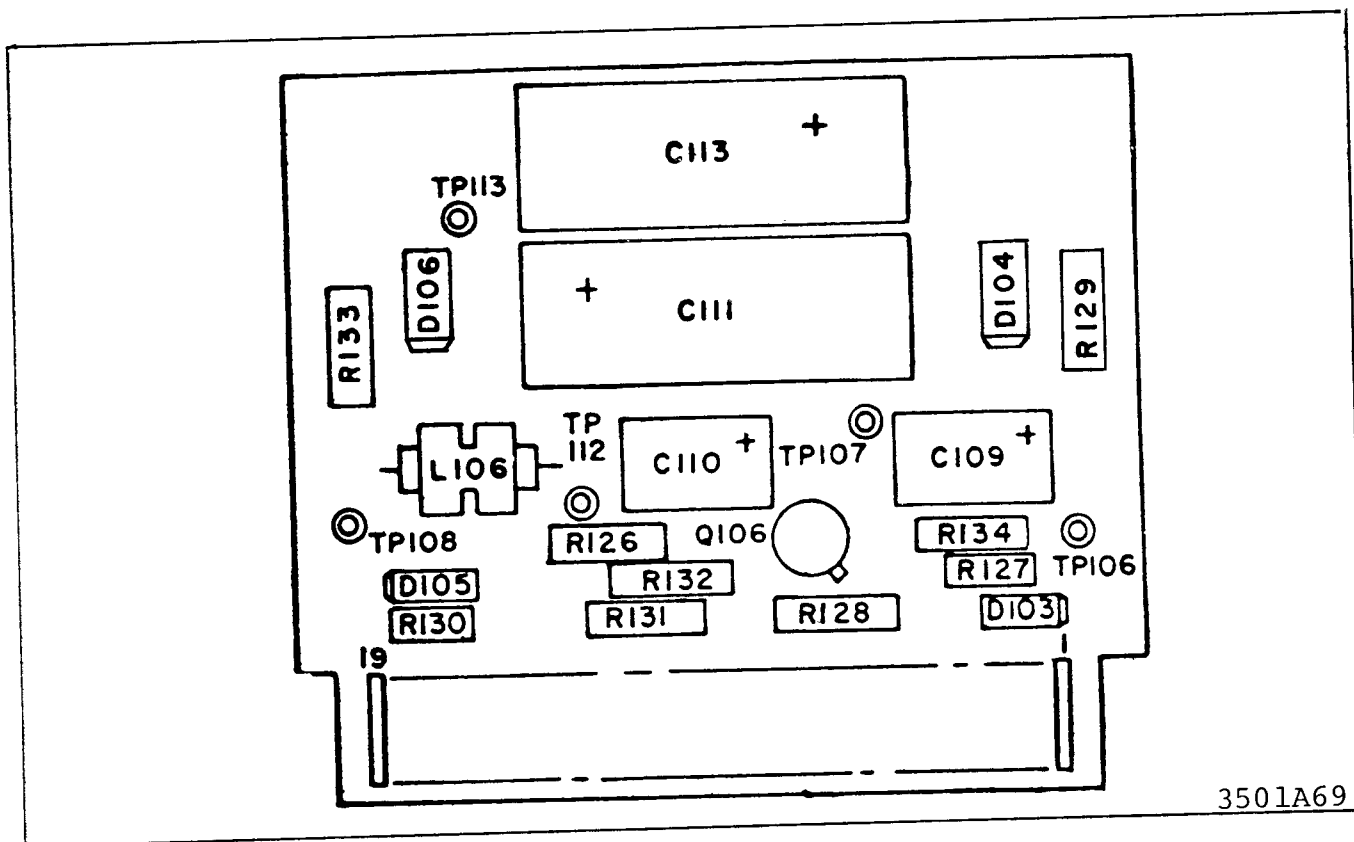 C113 +
TP113
D106
+ C111
D104
R129
R133
TP
112
C110 +
TP107
C109 +
L106
TP108
R126
Q106
R134
TP106
R132
R127
D105
R131
R128
D103
R130
19
1
3501A69